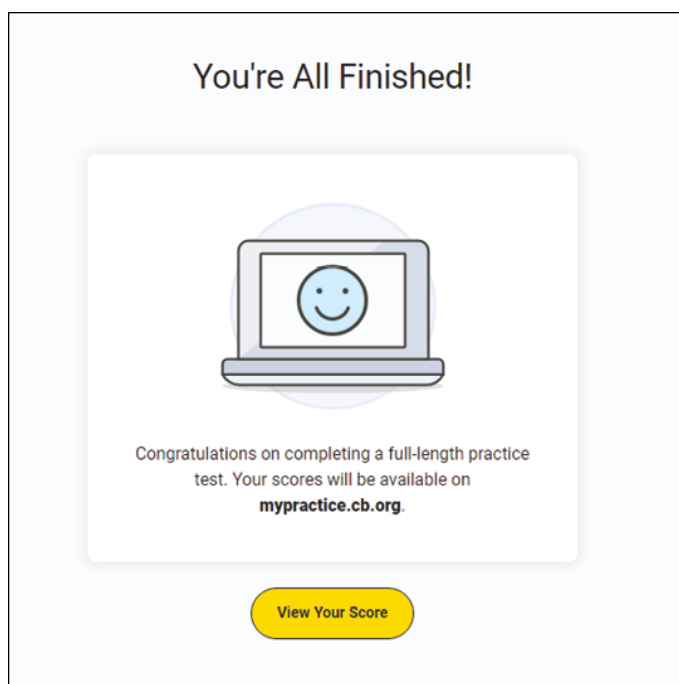 You're All Finished!
Congratulations on completing a full-length practice
test. Your scores will be available on
mypractice.cb.org.
View Your Score